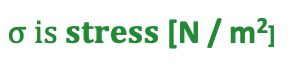 σ is stress [N / m²]